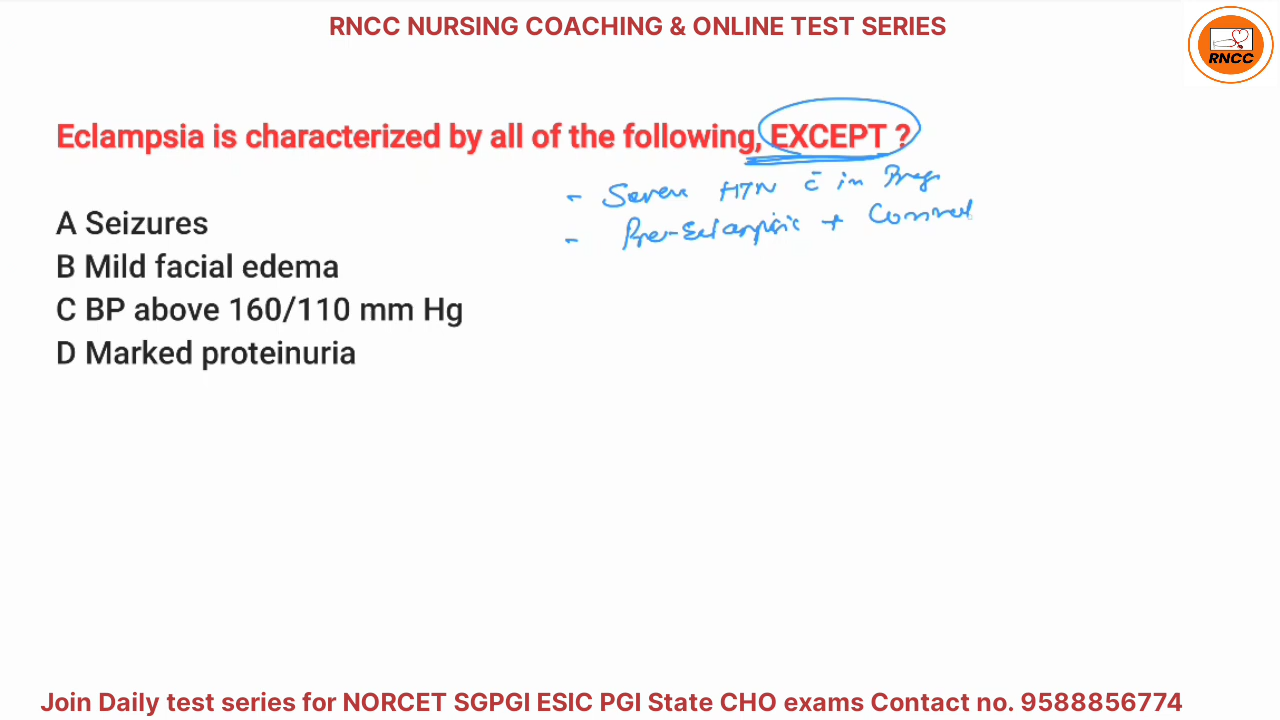 RNCC NURSING COACHING & ONLINE TEST SERIES
RNCC
Eclampsia is characterized by all of the following, EXCEPT ?
- Severe HTN c̄ in Preg
- Pre-Eclampsia + Convul
A Seizures
B Mild facial edema
C BP above 160/110 mm Hg
D Marked proteinuria
Join Daily test series for NORCET SGPGI ESIC PGI State CHO exams Contact no. 9588856774